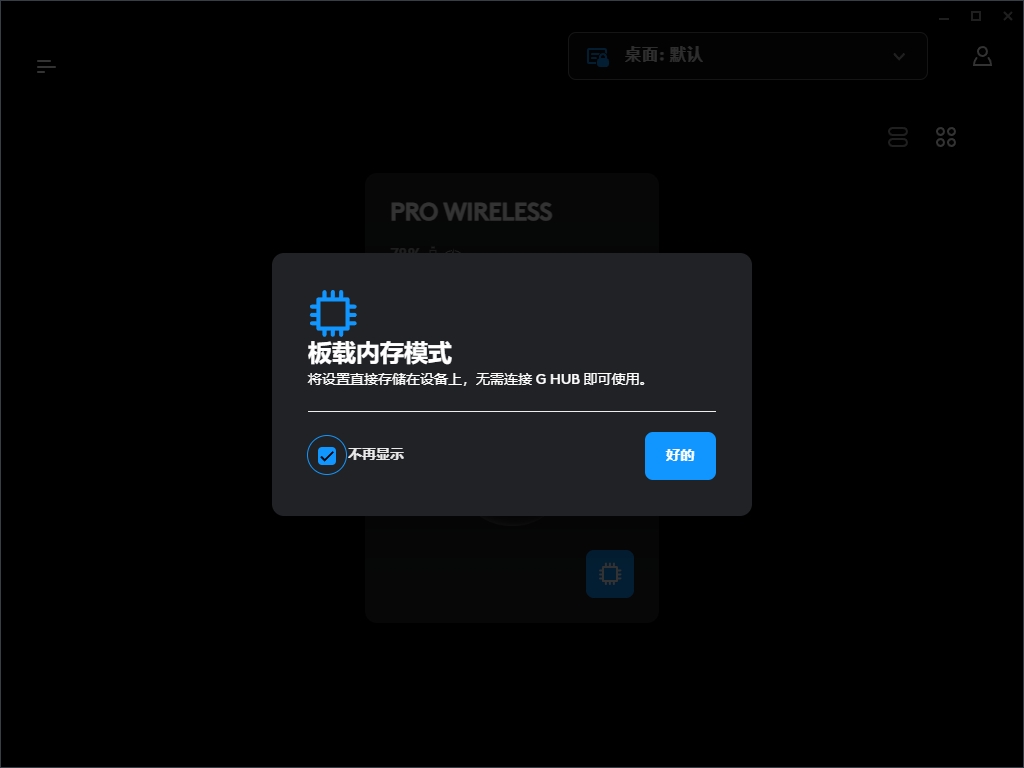 桌面: 默认
PRO WIRELESS
板载内存模式
将设置直接存储在设备上，无需连接 G HUB 即可使用。
不再显示
好的